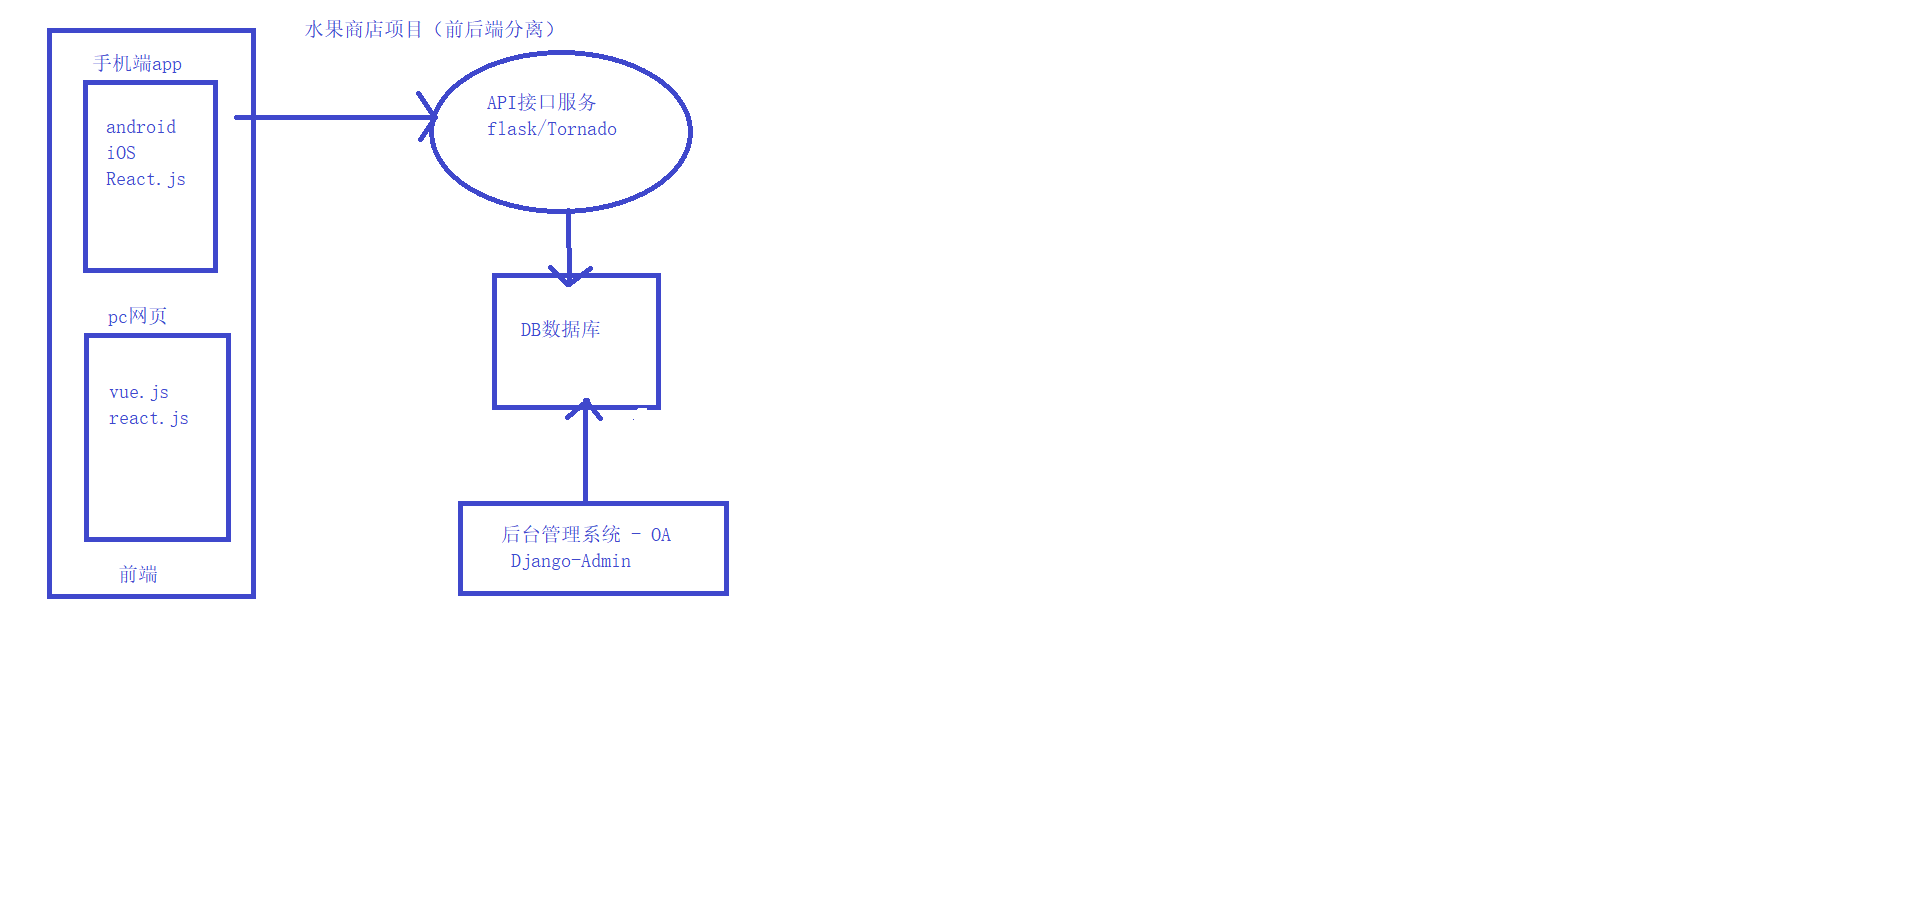 水果商店项目（前后端分离）
手机端app
android
iOS
React.js
pc网页
vue.js
react.js
前端
API接口服务
flask/Tornado
DB数据库
后台管理系统 - OA
Django-Admin